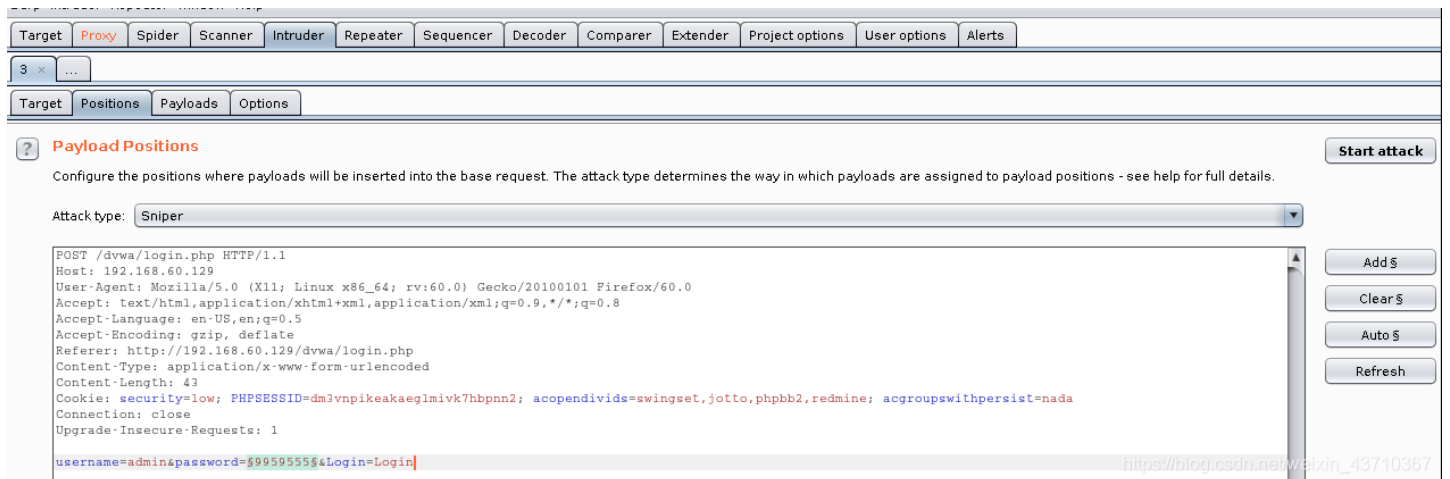 Target Proxy Spider Scanner Intruder Repeater Sequencer Decoder Comparer Extender Project options User options Alerts
3 × ...
Target Positions Payloads Options
? Payload Positions
Start attack
Configure the positions where payloads will be inserted into the base request. The attack type determines the way in which payloads are assigned to payload positions - see help for full details.
Attack type: Sniper
POST /dvwa/login.php HTTP/1.1
Host: 192.168.60.129
User-Agent: Mozilla/5.0 (X11; Linux x86_64; rv:60.0) Gecko/20100101 Firefox/60.0
Accept: text/html,application/xhtml+xml,application/xml;q=0.9,*/*;q=0.8
Accept-Language: en-US,en;q=0.5
Accept-Encoding: gzip, deflate
Referer: http://192.168.60.129/dvwa/login.php
Content-Type: application/x-www-form-urlencoded
Content-Length: 43
Cookie: security=low; PHPSESSID=dm3vnpikeakaeglmivk7hbpnn2; acopendivids=swingset,jotto,phpbb2,redmine; acgroupswithpersist=nada
Connection: close
Upgrade-Insecure-Requests: 1
username=admin&password=§9959555§&Login=Login
Add §
Clear §
Auto §
Refresh
https://blog.csdn.net/weixin_43710367